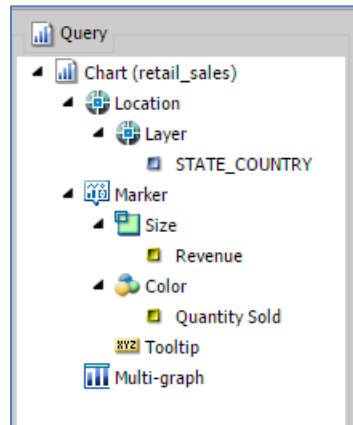 Query
Chart (retail_sales)
Location
Layer
STATE_COUNTRY
Marker
Size
Revenue
Color
Quantity Sold
XYZ Tooltip
Multi-graph